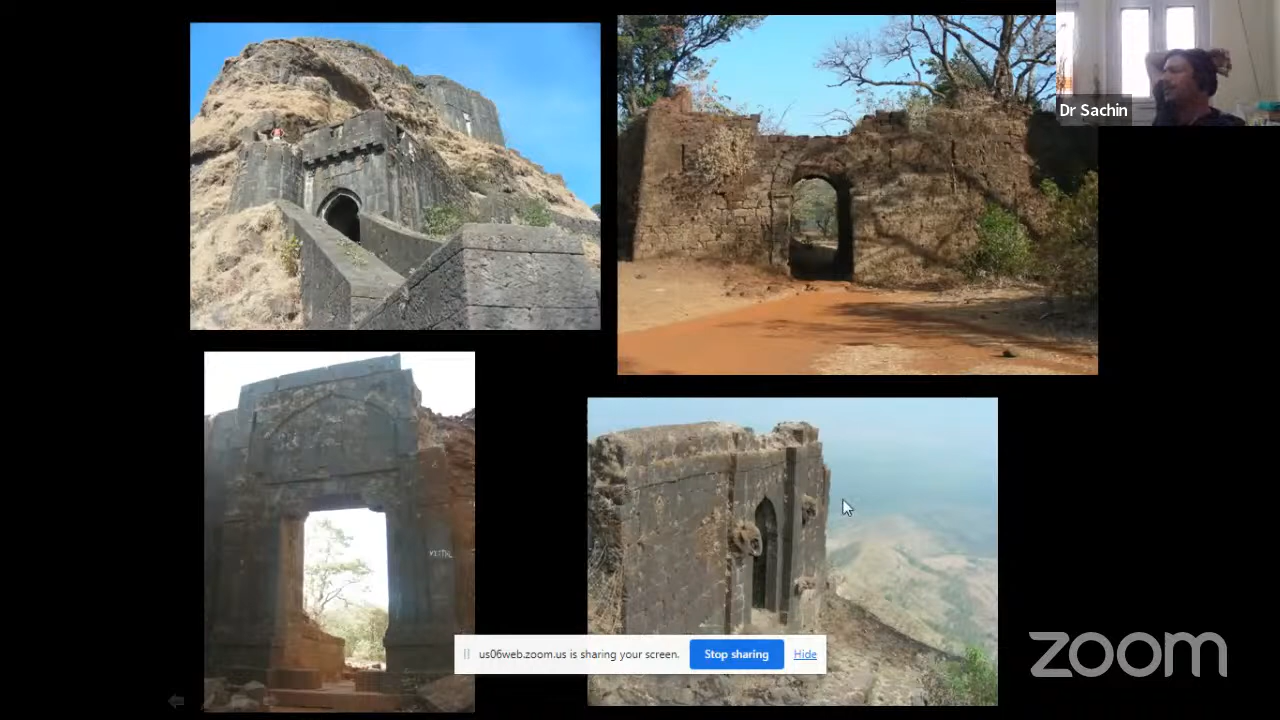 Dr Sachin
us06web.zoom.us is sharing your screen.
Stop sharing
Hide
zoom